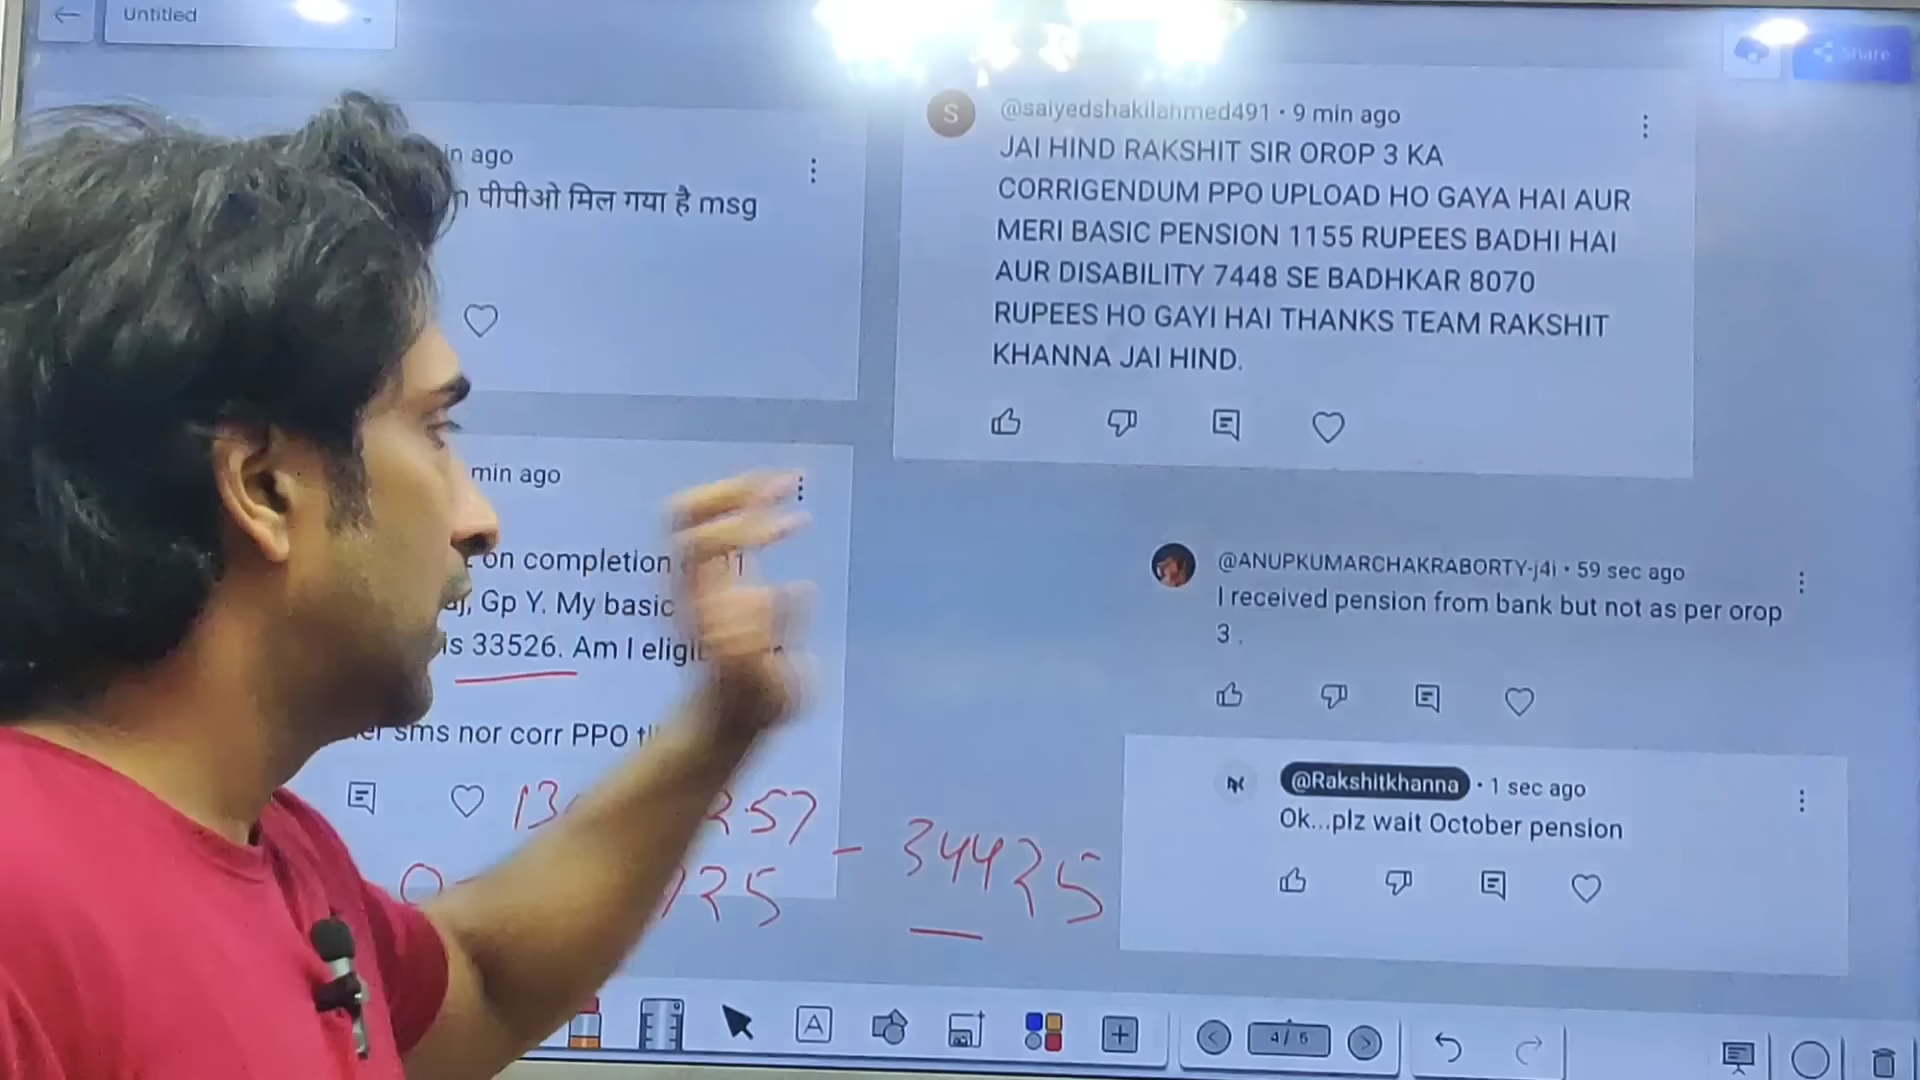 Untitled
Share
in ago
पीपीओ मिल गया है msg
min ago
on completion
Gp Y. My basic
is 33526. Am I
sms nor corr PPO
257
34425
@saiyedshakilahmed491 • 9 min ago
S
JAI HIND RAKSHIT SIR OROP 3 KA
CORRIGENDUM PPO UPLOAD HO GAYA HAI AUR
MERI BASIC PENSION 1155 RUPEES BADHI HAI
AUR DISABILITY 7448 SE BADHKAR 8070
RUPEES HO GAYI HAI THANKS TEAM RAKSHIT
KHANNA JAI HIND.
@ANUPKUMARCHAKRABORTY-j4i • 59 sec ago
I received pension from bank but not as per orop
3 .
@Rakshitkhanna • 1 sec ago
Ok...plz wait October pension
A
4 / 6